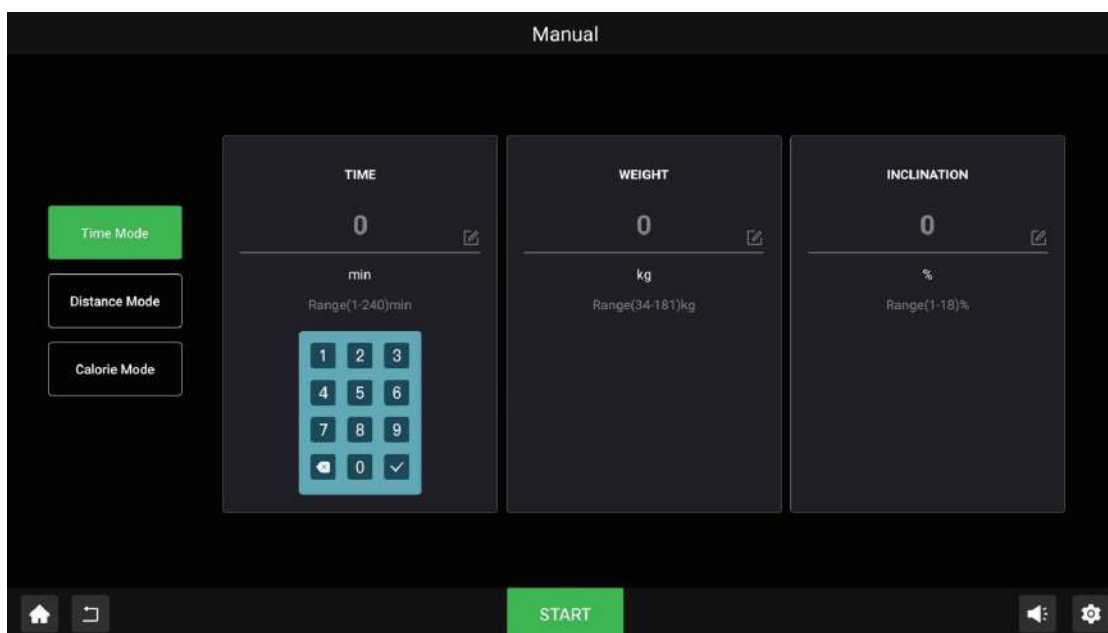 Manual
Time Mode
Distance Mode
Calorie Mode
TIME
0
min
Range(1-240)min
1 2 3
4 5 6
7 8 9
0
WEIGHT
0
kg
Range(34-181)kg
INCLINATION
0
%
Range(1-18)%
START